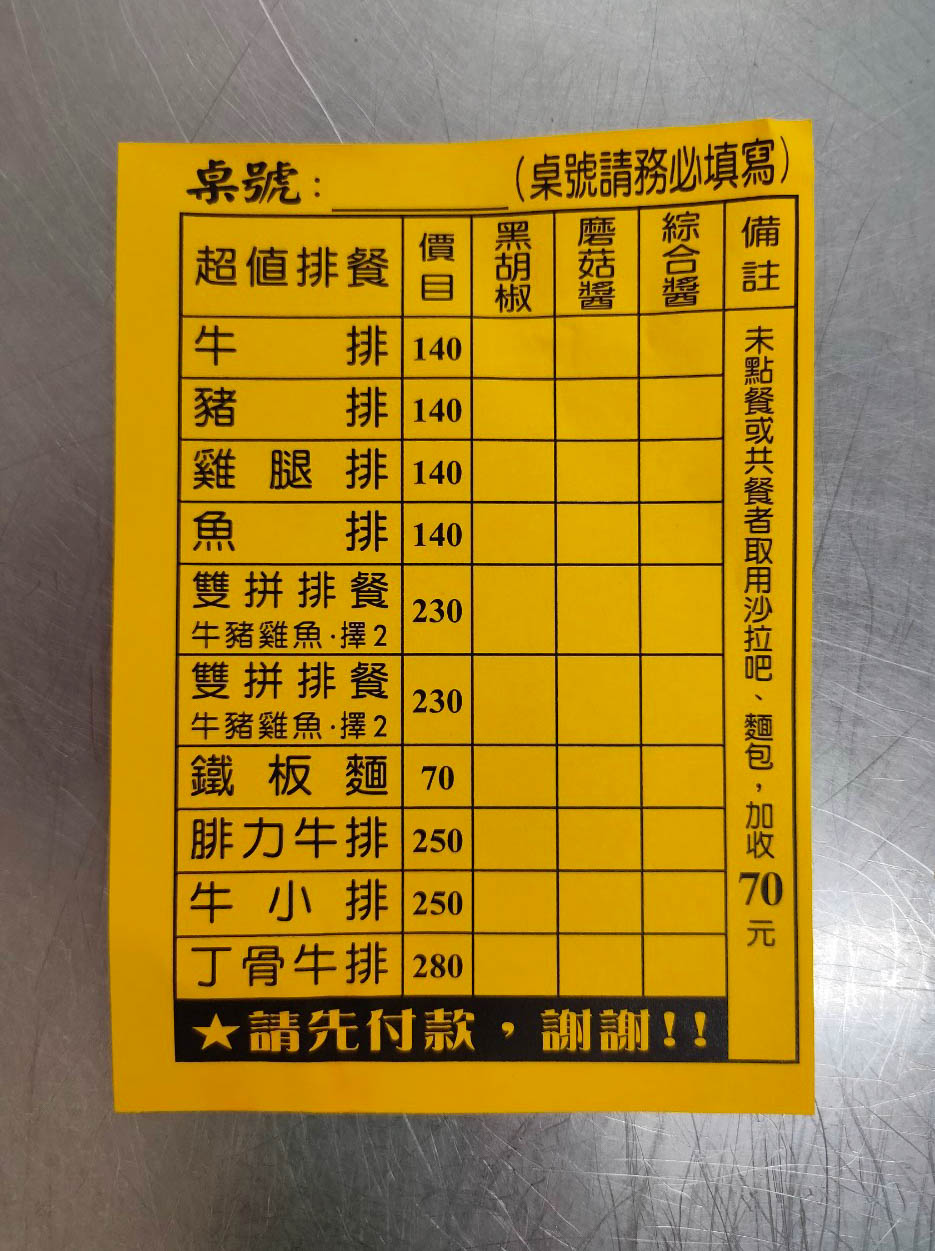 桌號：＿＿＿＿（桌號請務必填寫）
超值排餐 價目 黑胡椒 磨菇醬 綜合醬 備註
牛排 140
豬排 140
雞腿排 140
魚排 140
雙拼排餐 230
牛豬雞魚·擇2
雙拼排餐 230
牛豬雞魚·擇2
鐵板麵 70
腓力牛排 250
牛小排 250
丁骨牛排 280
未點餐或共餐者取用沙拉吧、麵包，加收70元
★請先付款，謝謝!!